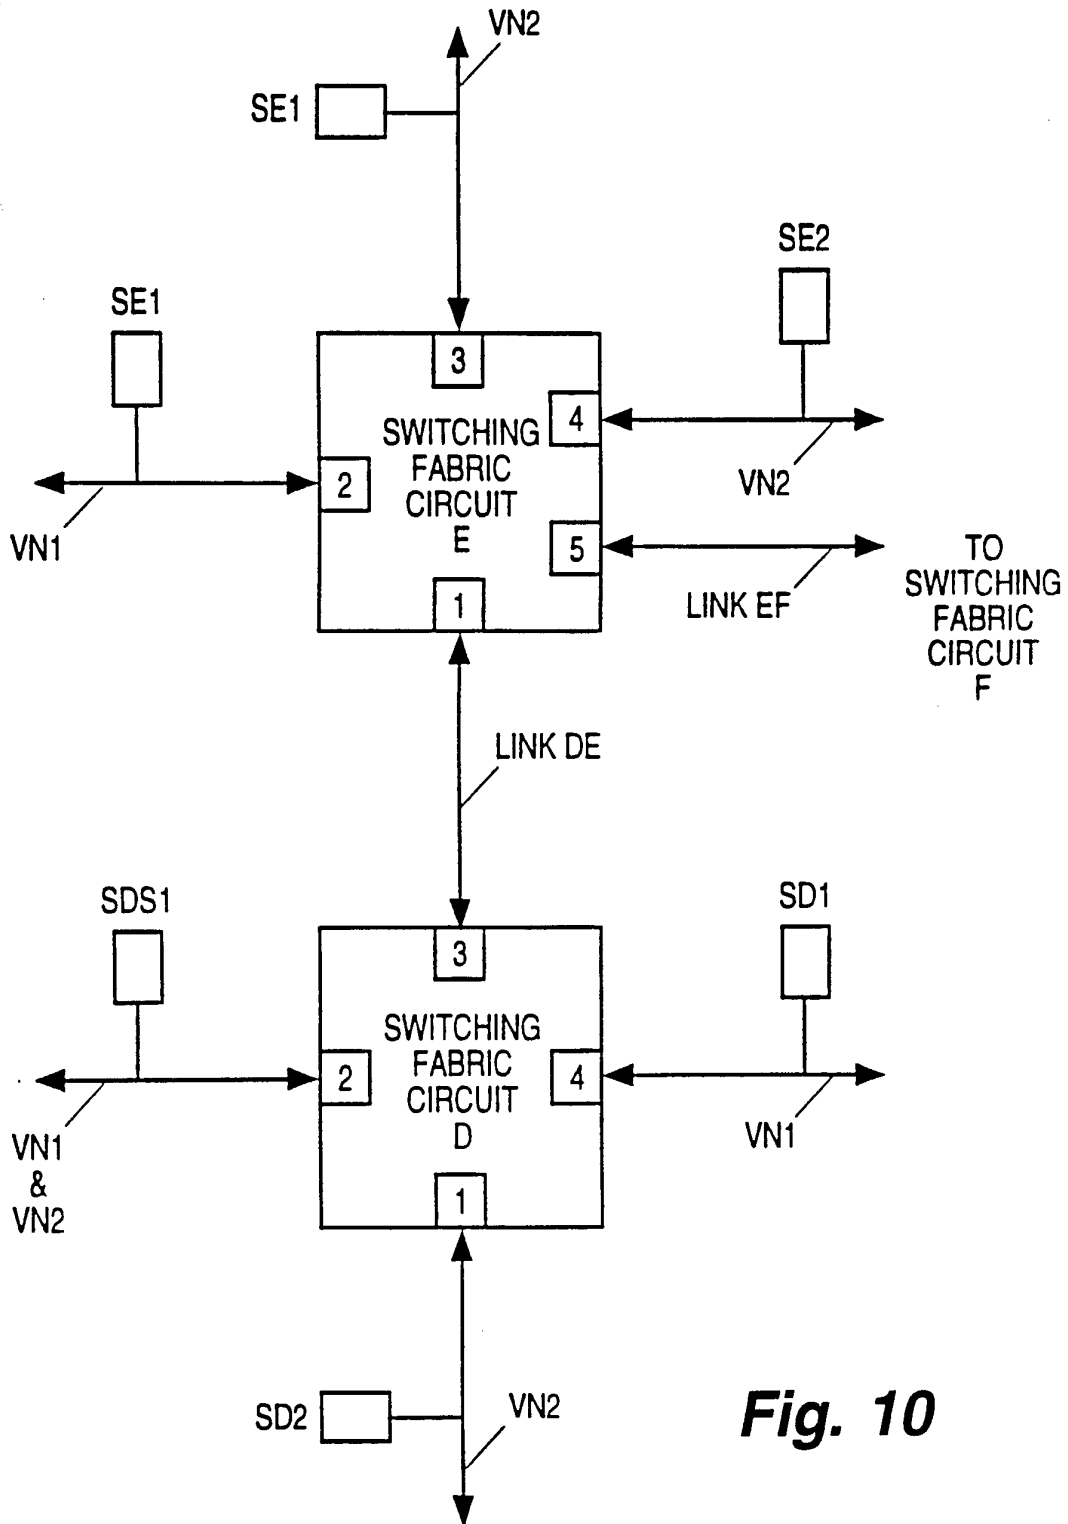 VN2
SE1
SE2
SE1
3
4
SWITCHING
FABRIC
CIRCUIT
E
2
VN2
VN1
5
TO
SWITCHING
FABRIC
CIRCUIT
F
LINK EF
1
LINK DE
SDS1
SD1
3
SWITCHING
FABRIC
CIRCUIT
D
2
4
VN1
&
VN2
VN1
1
SD2
VN2
Fig. 10